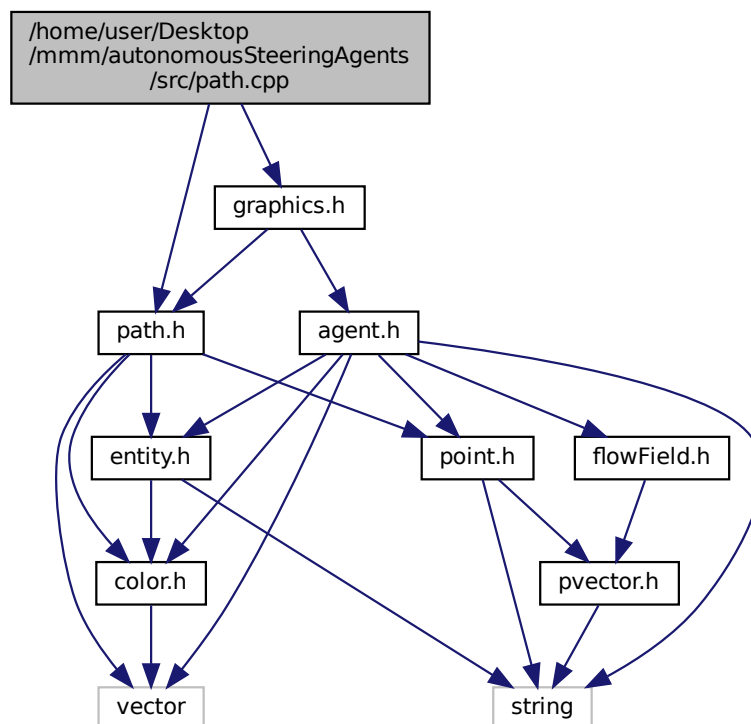 /home/user/Desktop
/mmm/autonomousSteeringAgents
/src/path.cpp
graphics.h
path.h
agent.h
entity.h
point.h
flowField.h
color.h
pvector.h
vector
string